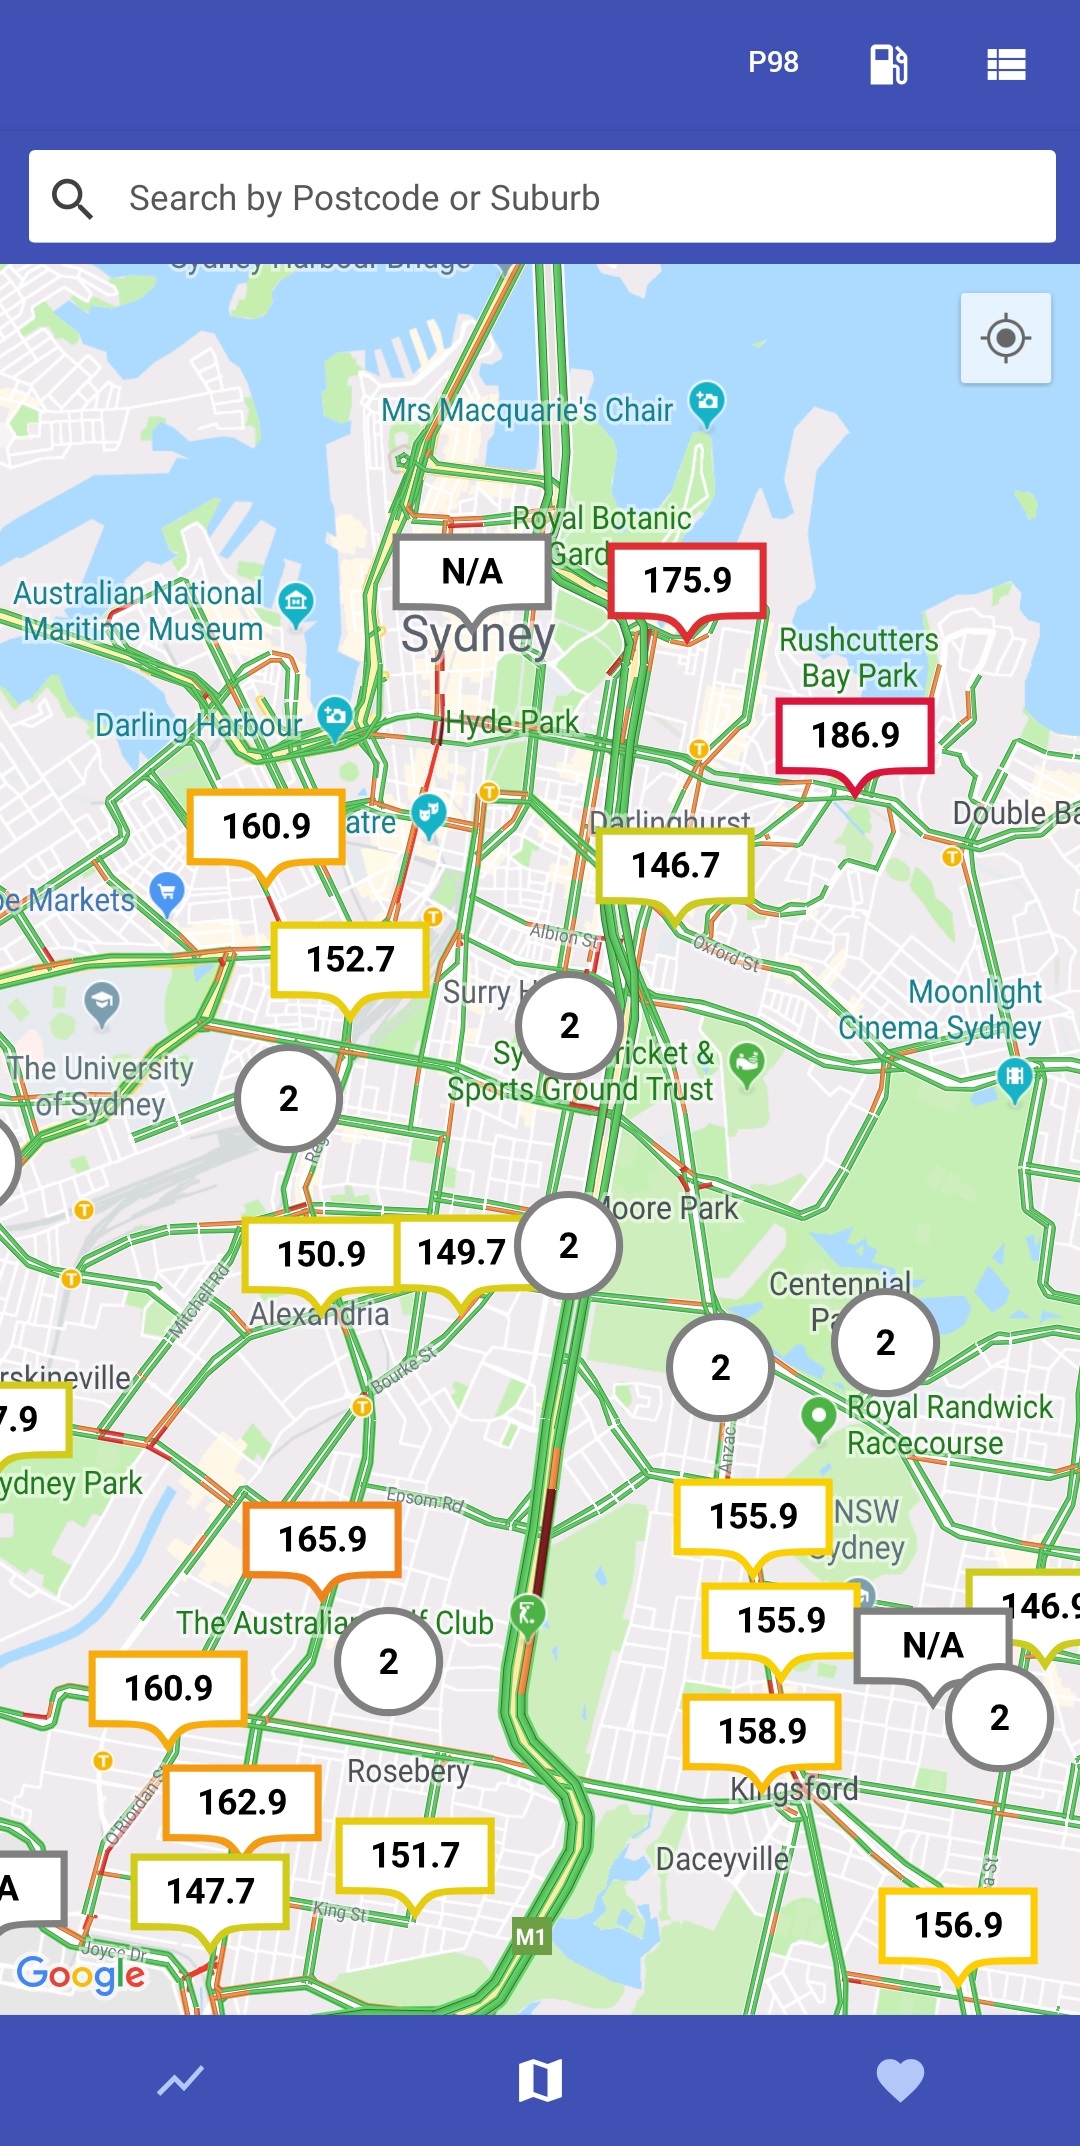 P98
Search by Postcode or Suburb
Sydney Harbour Bridge
Mrs Macquarie's Chair
Royal Botanic
Gard
N/A
175.9
Australian National
Maritime Museum
Sydney
Rushcutters
Bay Park
Darling Harbour
Hyde Park
186.9
160.9
atre
T
T
Darlinghurst
Double Ba
T
146.7
pe Markets
T
152.7
Albion St
Oxford St
Surry H
2
Moonlight
Cinema Sydney
Sy
ricket &
Sports Ground Trust
The University
of Sydney
2
Reg
T
Moore Park
150.9
149.7
2
T
Mitchell Rd
Alexandria
Centennial
Pa
2
2
rskineville
Bourke St
T
7.9
Royal Randwick
Racecourse
Anzac
ydney Park
Epsom Rd
155.9
NSW
Sydney
165.9
The Australia
lf Club
155.9
146.9
N/A
2
160.9
2
158.9
T
Rosebery
Kingsford
O'Riordan S
162.9
151.7
Daceyville
A
147.7
King St
a St
156.9
M1
Joyce Dr
Google